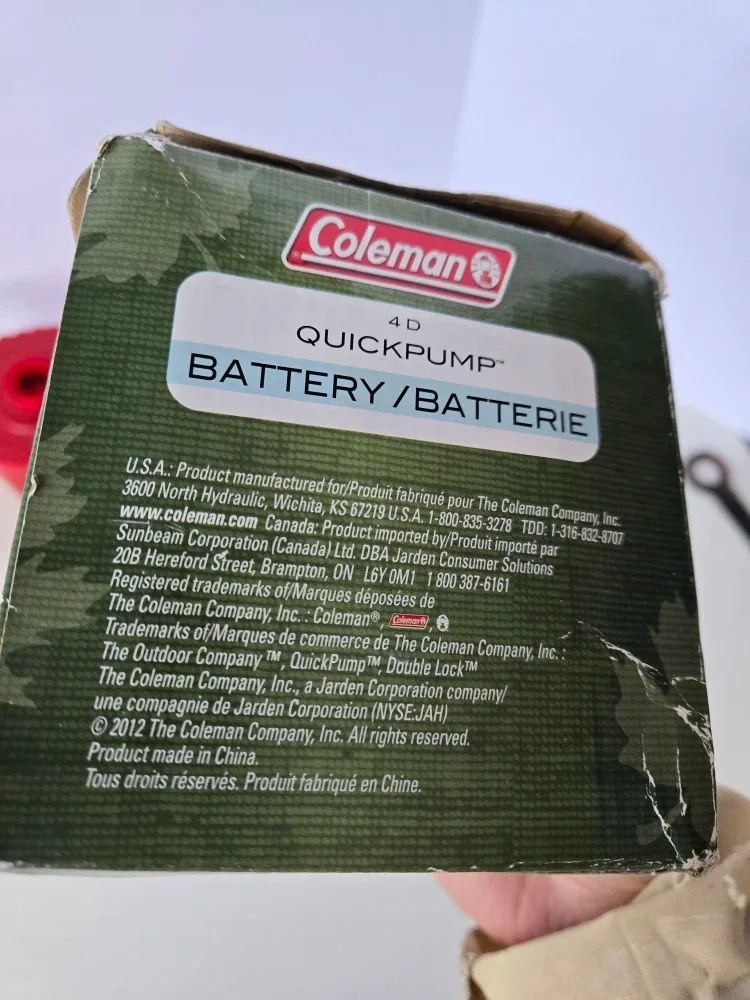 Coleman
4D
QUICKPUMP™
BATTERY/BATTERIE
U.S.A.: Product manufactured for/Produit fabriqué pour The Coleman Company, Inc.
3600 North Hydraulic, Wichita, KS 67219 U.S.A. 1-800-835-3278 TDD: 1-316-832-8707
www.coleman.com Canada: Product imported by/Produit importé par
Sunbeam Corporation (Canada) Ltd. DBA Jarden Consumer Solutions
20B Hereford Street, Brampton, ON L6Y 0M1 1 800 387-6161
Registered trademarks of/Marques déposées de
The Coleman Company, Inc. : Coleman® Coleman
Trademarks of/Marques de commerce de The Coleman Company, Inc. :
The Outdoor Company ™, QuickPump™, Double Lock™
The Coleman Company, Inc., a Jarden Corporation company/
une compagnie de Jarden Corporation (NYSE:JAH)
© 2012 The Coleman Company, Inc. All rights reserved.
Product made in China.
Tous droits réservés. Produit fabriqué en Chine.